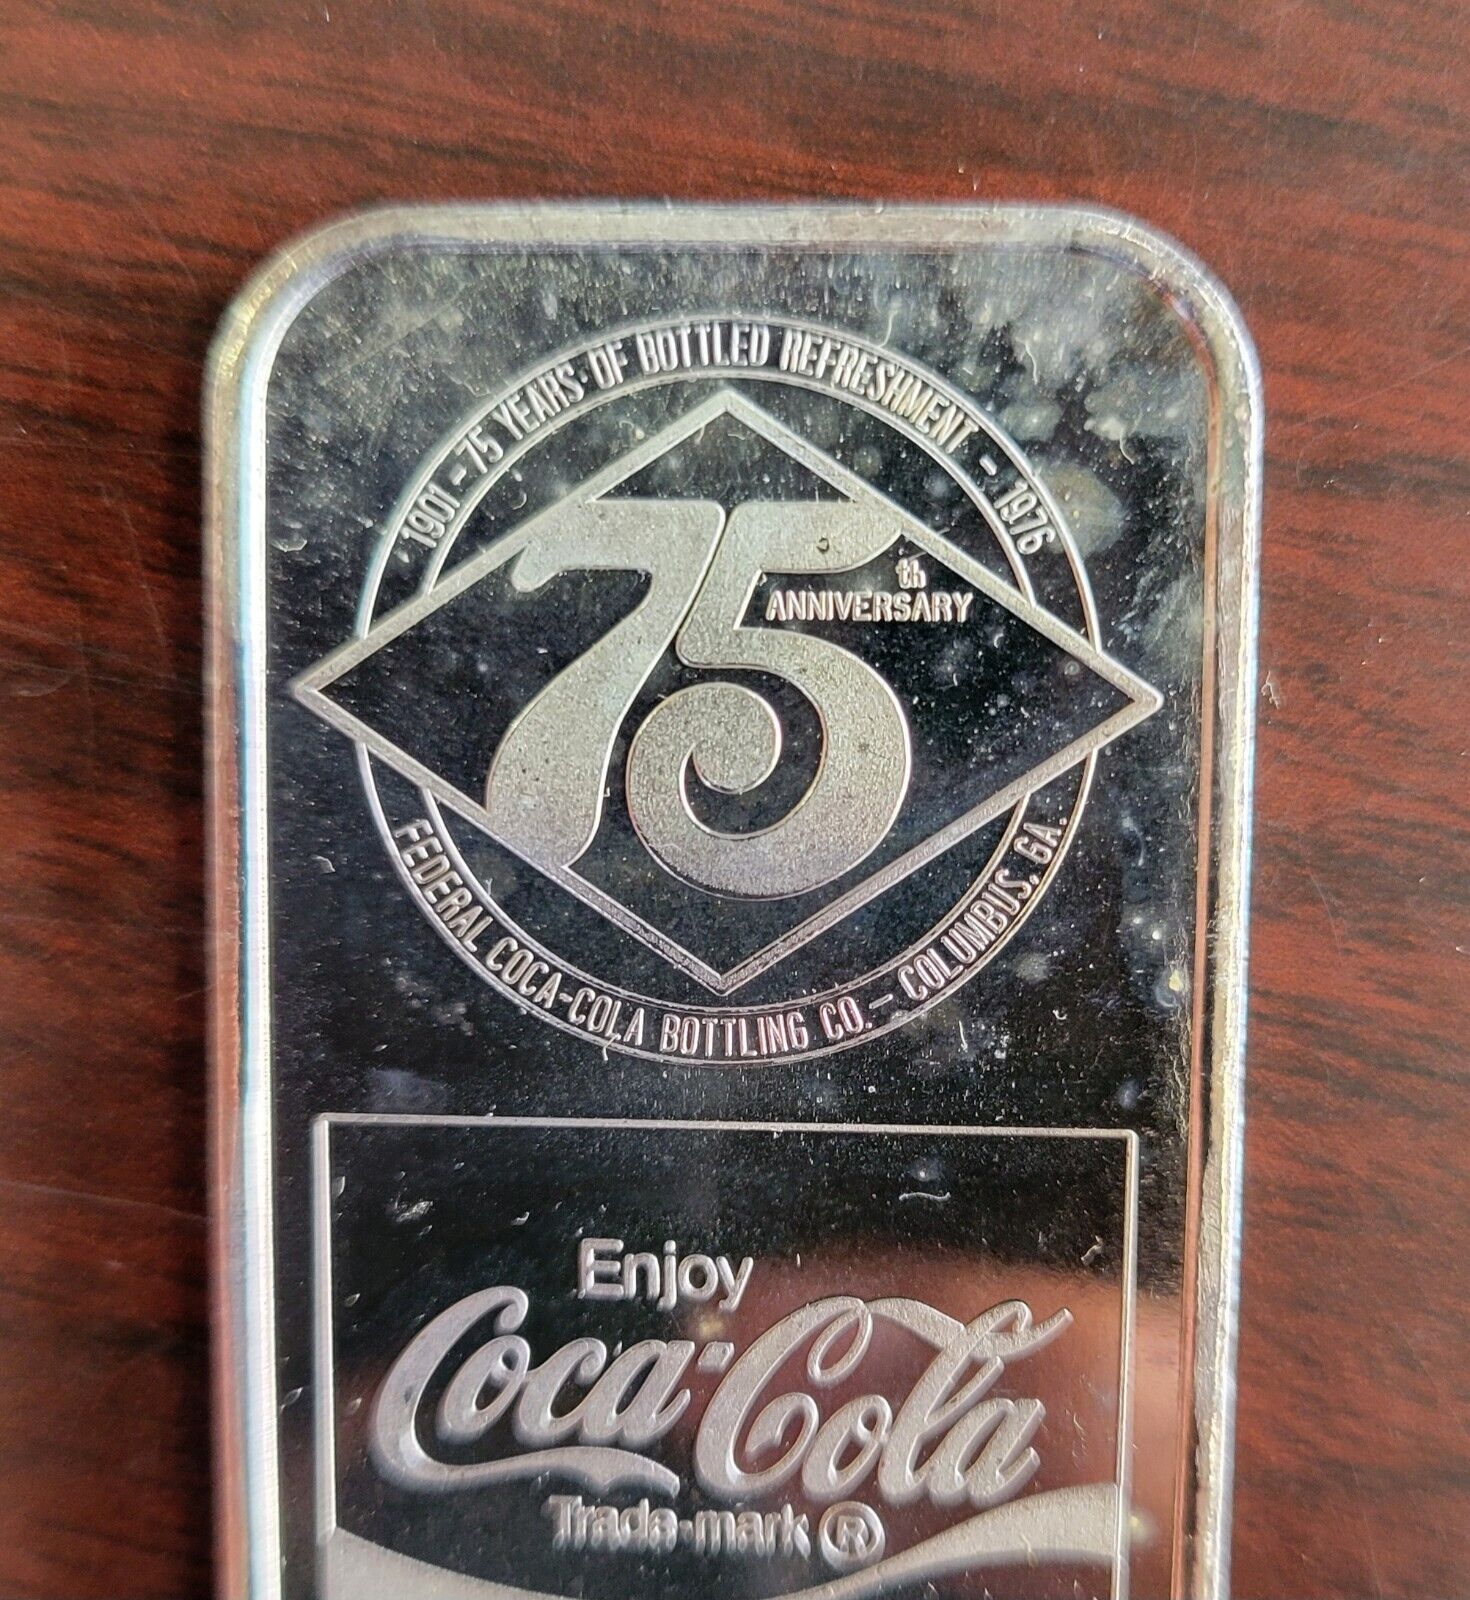 1901 - 75 YEARS OF BOTTLED REFRESHMENT - 1976
75
th
ANNIVERSARY
FEDERAL COCA-COLA BOTTLING CO. - COLUMBUS, GA.
Enjoy
Coca-Cola
Trade-mark ®